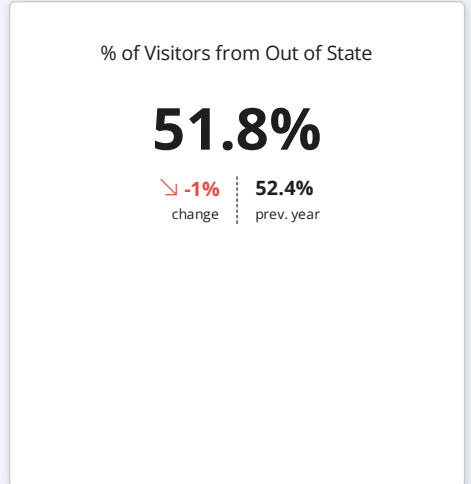 % of Visitors from Out of State
51.8%
-1% 52.4%
change prev. year